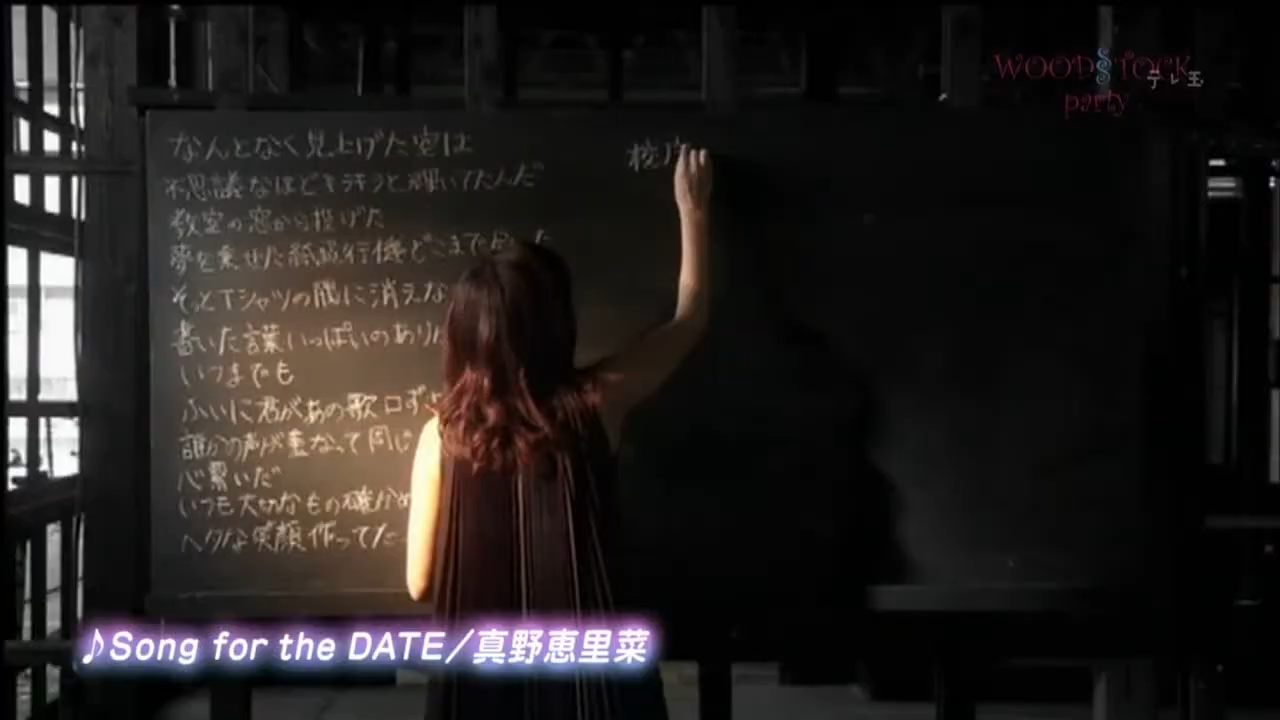 WOODSTOCK
party
テレ玉
なんとなく見上げた空は
不思議なほどキラキラと輝いてたんだ
教室の窓から投げた
夢を乗せた紙飛行機どこまで
そっとTシャツの隅に消えな
書いた言葉いっぱいのありが
いつまでも
ふいに君があの歌口ず
誰かの声が重なって同じ
心繋いだ
いつも大切なもの確かめ
ヘタな笑顔作ってた
校
♪Song for the DATE/真野恵里菜